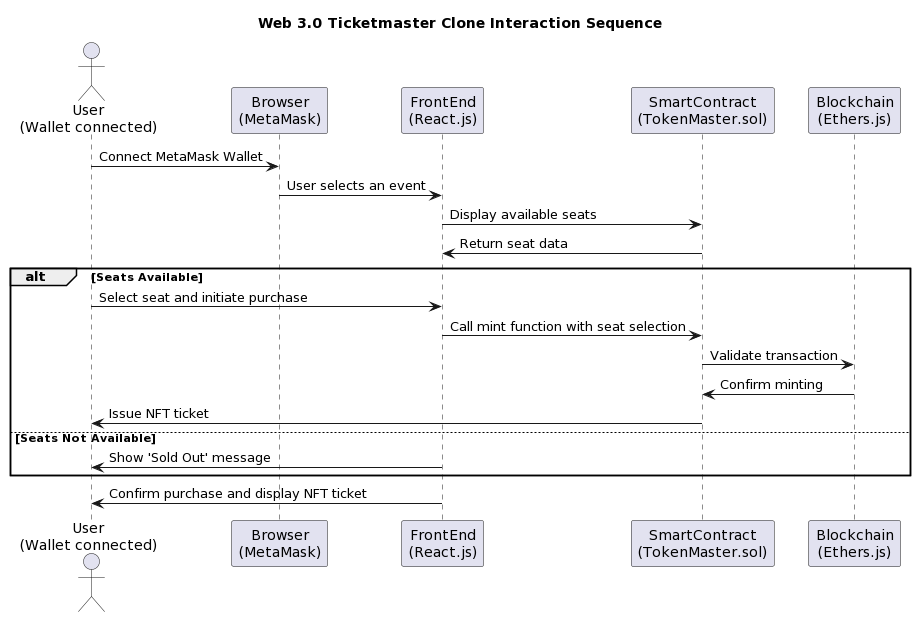 Web 3.0 Ticketmaster Clone Interaction Sequence
User
(Wallet connected)
Browser
(MetaMask)
FrontEnd
(React.js)
SmartContract
(TokenMaster.sol)
Blockchain
(Ethers.js)
Connect MetaMask Wallet
User selects an event
Display available seats
Return seat data
alt
[Seats Available]
Select seat and initiate purchase
Call mint function with seat selection
Validate transaction
Confirm minting
Issue NFT ticket
[Seats Not Available]
Show 'Sold Out' message
Confirm purchase and display NFT ticket
User
(Wallet connected)
Browser
(MetaMask)
FrontEnd
(React.js)
SmartContract
(TokenMaster.sol)
Blockchain
(Ethers.js)